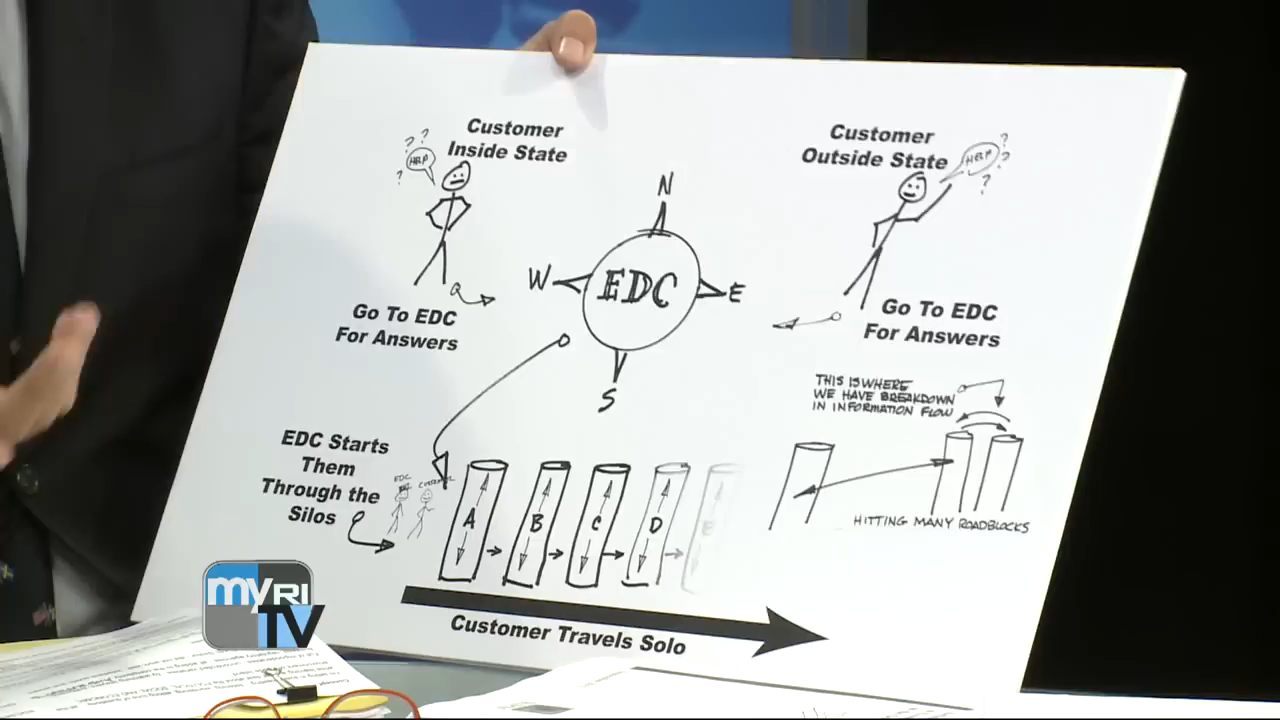 Customer
Inside State
? ? ?
HELP
Go To EDC
For Answers
Customer
Outside State
HELP
? ? ?
Go To EDC
For Answers
N
W
EDC
E
S
THIS IS WHERE
WE HAVE BREAKDOWN
IN INFORMATION FLOW
HITTING MANY ROADBLOCKS
EDC Starts
Them
Through the
Silos
EDC
A
B
C
D
E
Customer Travels Solo
myRI
TV